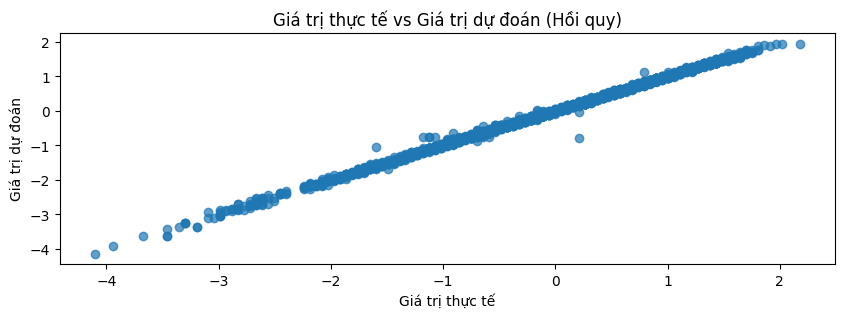 Giá trị thực tế vs Giá trị dự đoán (Hồi quy)
Giá trị dự đoán
2
1
0
−1
−2
−3
−4
−4 −3 −2 −1 0 1 2
Giá trị thực tế